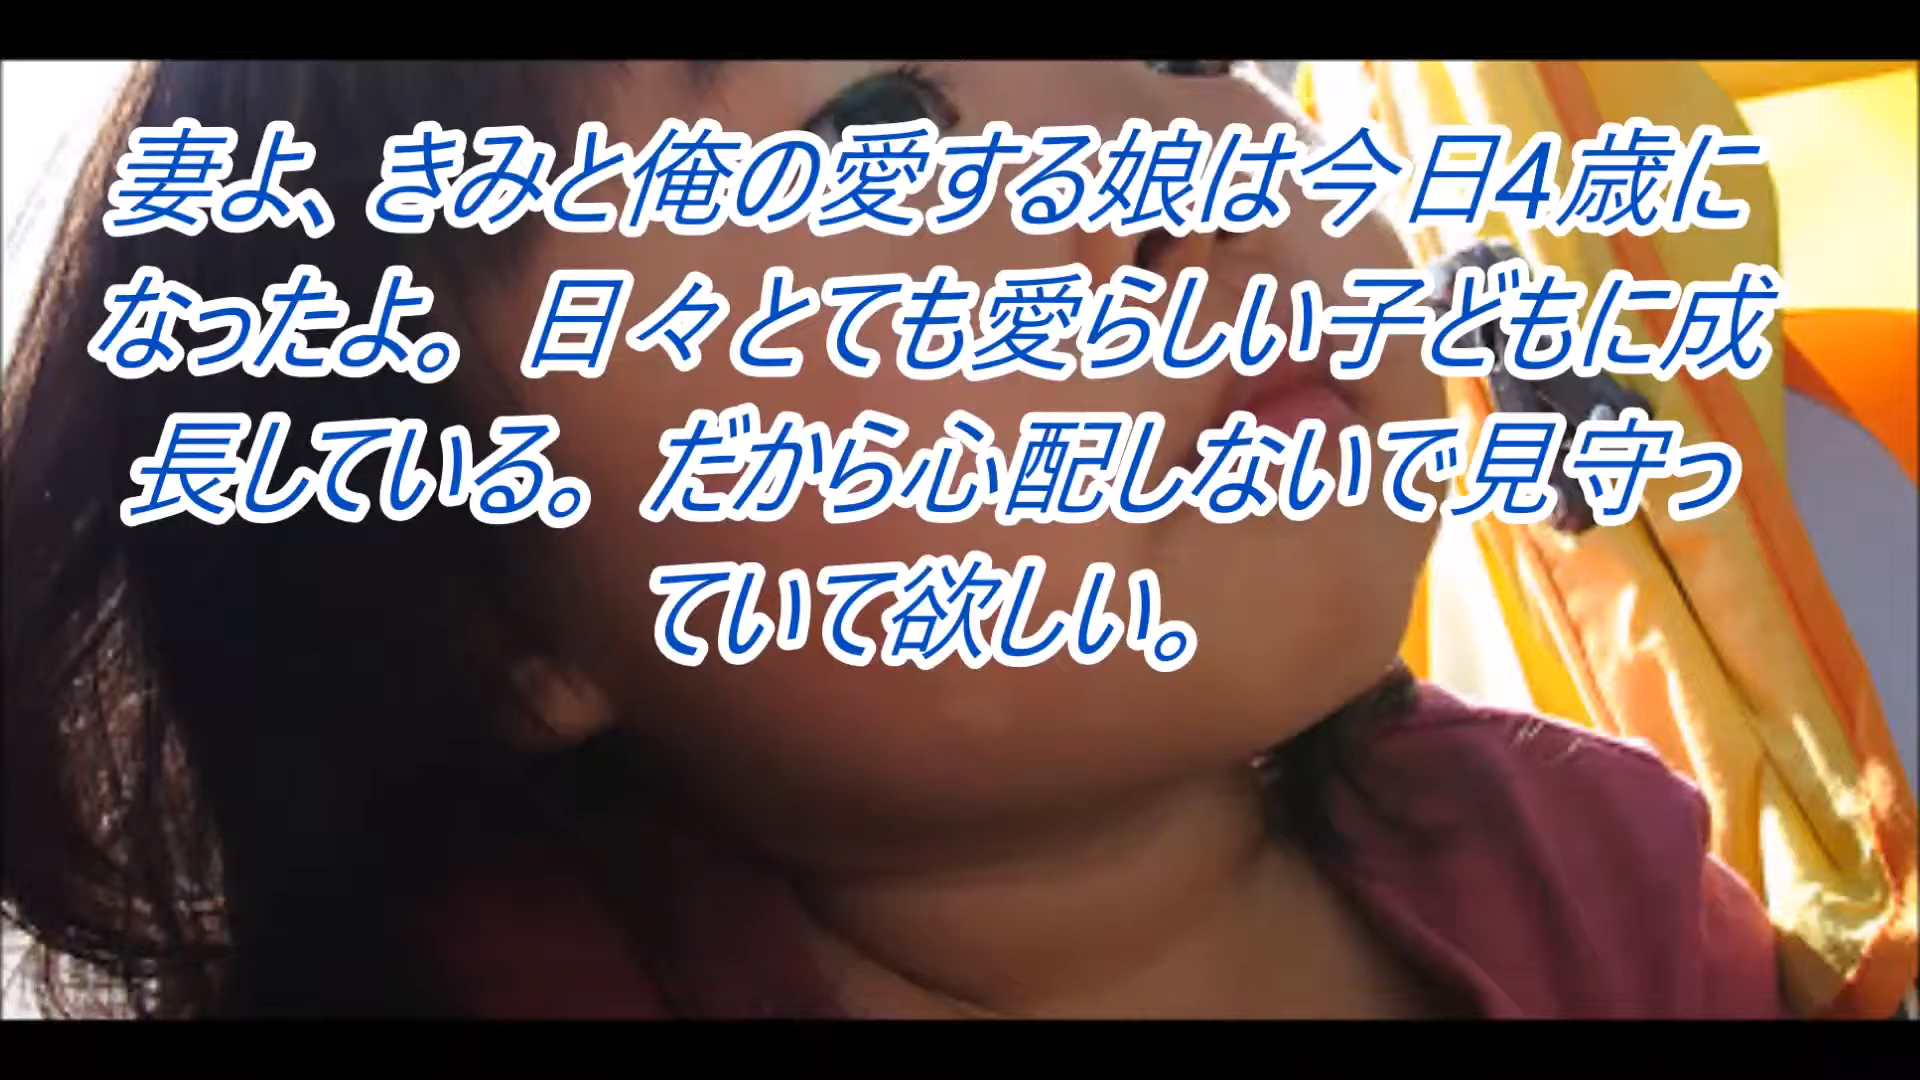 妻よ、きみと俺の愛する娘は今日4歳に
なったよ。日々とても愛らしい子どもに成
長している。だから心配しないで見守っ
ていて欲しい。